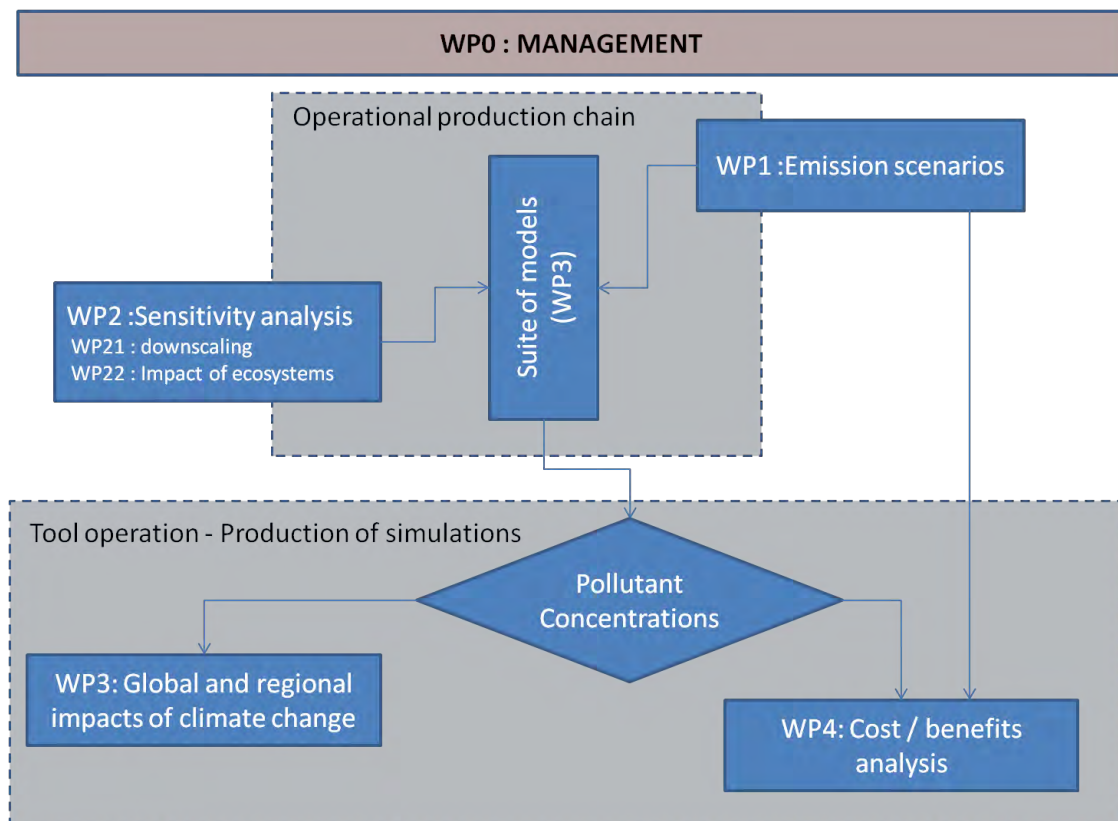 WP0 : MANAGEMENT
Operational production chain
WP1 :Emission scenarios
Suite of models
(WP3)
WP2 :Sensitivity analysis
WP21 : downscaling
WP22 : Impact of ecosystems
Tool operation - Production of simulations
Pollutant
Concentrations
WP3: Global and regional
impacts of climate change
WP4: Cost / benefits
analysis